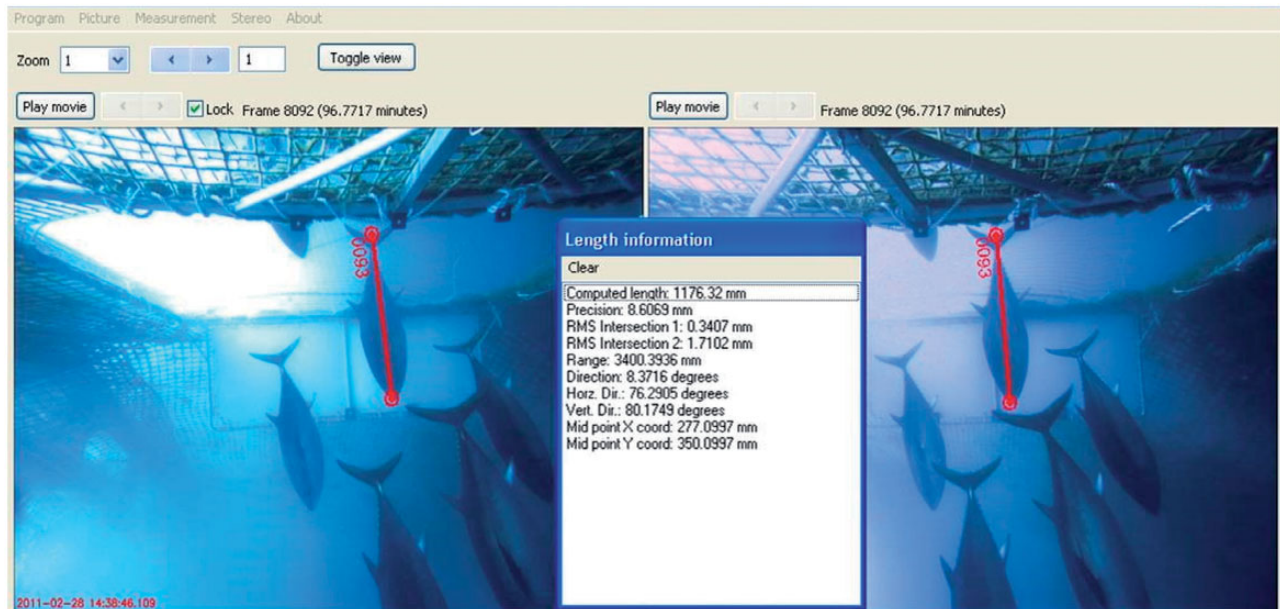 Program Picture Measurement Stereo About
Zoom 1 1 Toggle view
Play movie Lock Frame 8092 (96.7717 minutes)
Play movie Frame 8092 (96.7717 minutes)
0093
0093
Length information
Clear
Computed length: 1176.32 mm
Precision: 8.6069 mm
RMS Intersection 1: 0.3407 mm
RMS Intersection 2: 1.7102 mm
Range: 3400.3936 mm
Direction: 8.3716 degrees
Horz. Dir.: 76.2905 degrees
Vert. Dir.: 80.1749 degrees
Mid point X coord: 277.0997 mm
Mid point Y coord: 350.0997 mm
2011-02-28 14:38:46.109